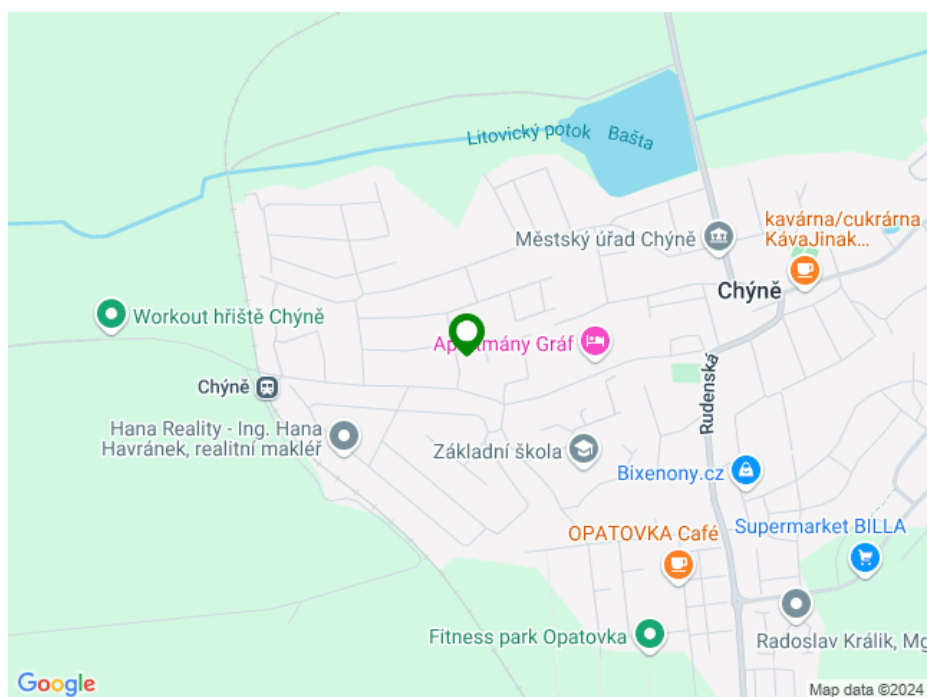 Litovický potok
Bašta
Městský úřad Chýně
kavárna/cukrárna
KávaJinak...
Chýně
Workout hřiště Chýně
Apartmány Gráf
Rudenská
Chýně
Hana Reality - Ing. Hana
Havránek, realitní makléř
Základní škola
Bixenony.cz
OPATOVKA Café
Supermarket BILLA
Fitness park Opatovka
Radoslav Králik, Mg
Google
Map data ©2024